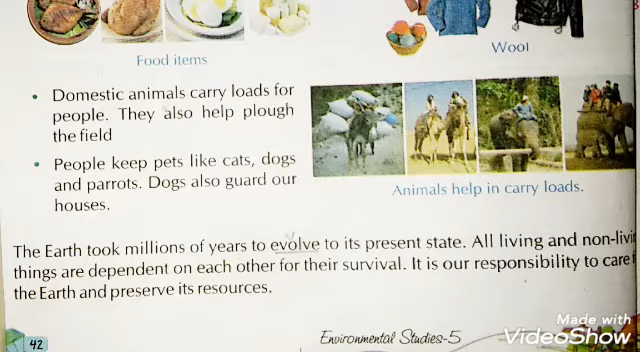 Food items
Wool
• Domestic animals carry loads for
people. They also help plough
the field
• People keep pets like cats, dogs
and parrots. Dogs also guard our
houses.
Animals help in carry loads.
The Earth took millions of years to evolve to its present state. All living and
things are dependent on each other for their survival. It is our responsibility to care
the Earth and preserve its resources.
42
Environmental Studies-5
Made with
VideoShow